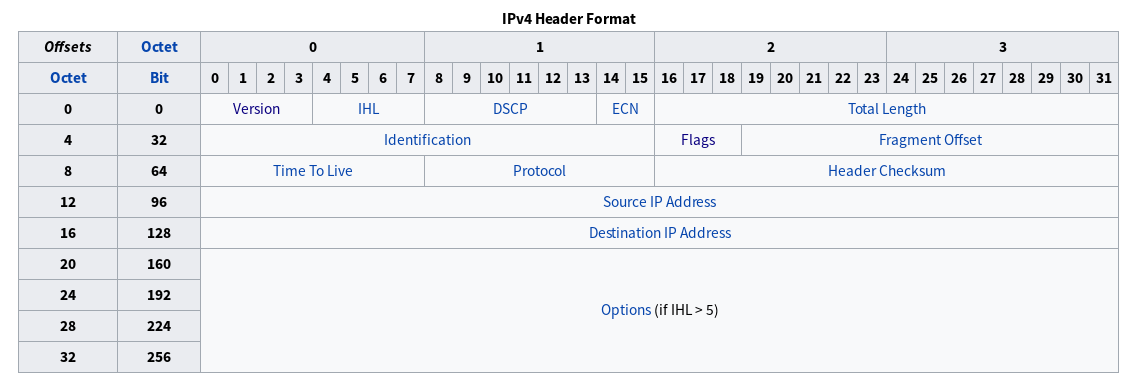 IPv4 Header Format
Offsets Octet 0 1 2 3
Octet Bit 0 1 2 3 4 5 6 7 8 9 10 11 12 13 14 15 16 17 18 19 20 21 22 23 24 25 26 27 28 29 30 31
0 0 Version IHL DSCP ECN Total Length
4 32 Identification Flags Fragment Offset
8 64 Time To Live Protocol Header Checksum
12 96 Source IP Address
16 128 Destination IP Address
20 160
24 192
Options (if IHL > 5)
28 224
32 256